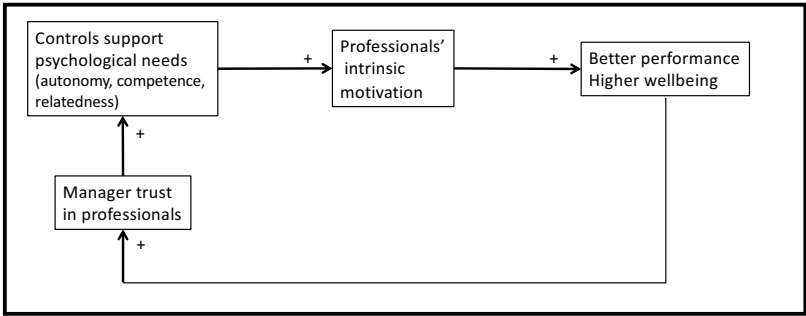 Controls support
psychological needs
(autonomy, competence,
relatedness)
+
Professionals’
intrinsic
motivation
+
Better performance
Higher wellbeing
+
Manager trust
in professionals
+